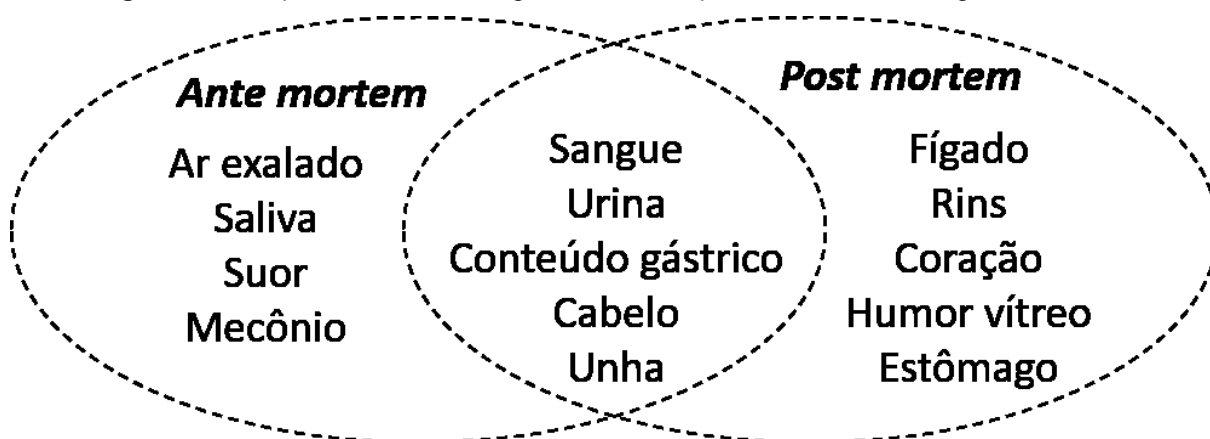 Ante mortem
Ar exalado
Saliva
Suor
Mecônio
Sangue
Urina
Conteúdo gástrico
Cabelo
Unha
Post mortem
Fígado
Rins
Coração
Humor vítreo
Estômago